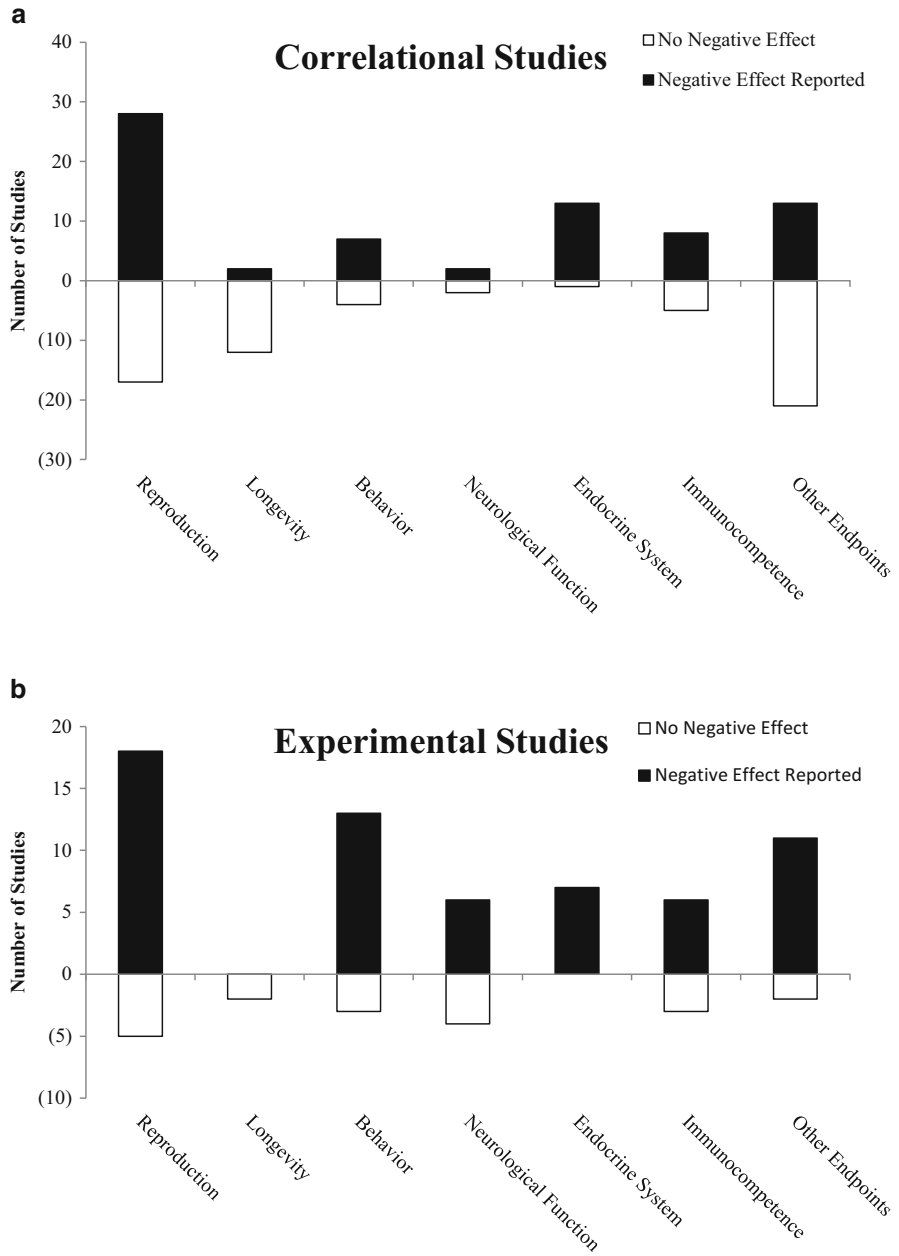 a
Correlational Studies
No Negative Effect
Negative Effect Reported
Number of Studies
40
30
20
10
0
(10)
(20)
(30)
Reproduction
Longevity
Behavior
Neurological Function
Endocrine System
Immunocompetence
Other Endpoints
b
Experimental Studies
No Negative Effect
Negative Effect Reported
Number of Studies
20
15
10
5
0
(5)
(10)
Reproduction
Longevity
Behavior
Neurological Function
Endocrine System
Immunocompetence
Other Endpoints